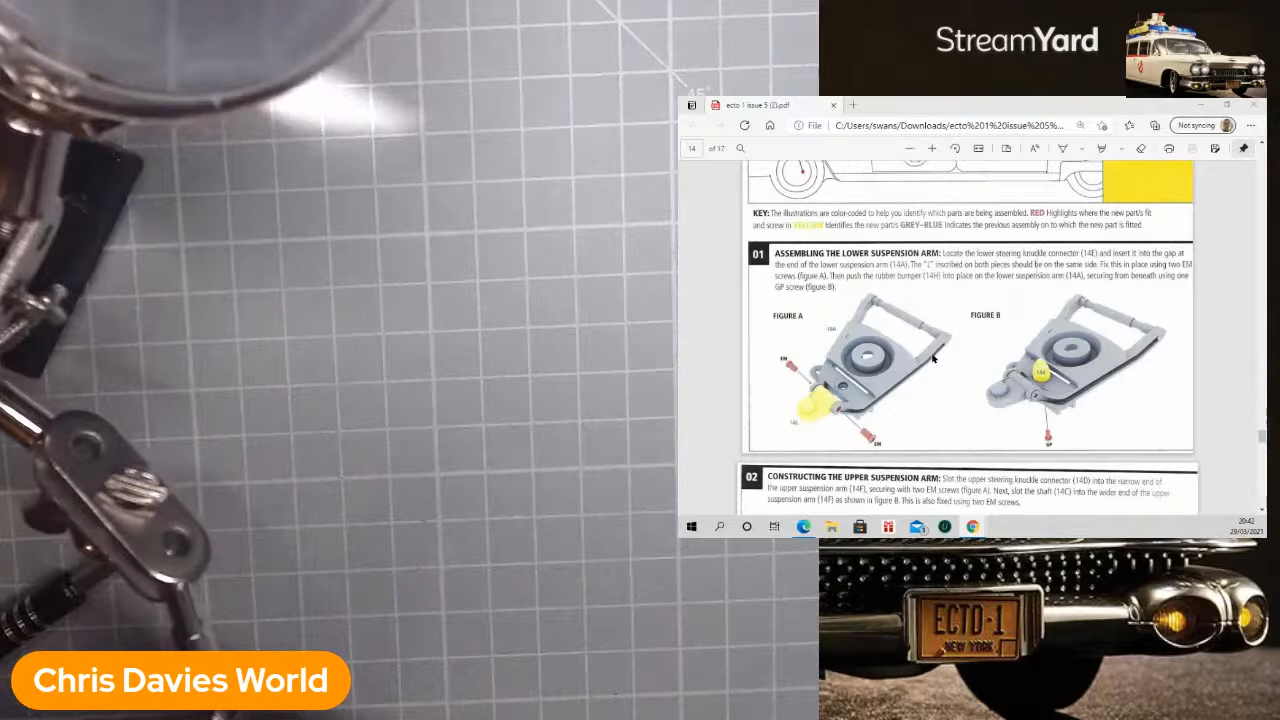 StreamYard
45°
ecto 1 issue 5 (2).pdf
File C:/Users/swans/Downloads/ecto%201%20issue%205%... Not syncing
14 of 17
KEY: The illustrations are color-coded to help you identify which parts are being assembled. RED Highlights where the new part/s fit
and screw in YELLOW Identifies the new part/s GREY–BLUE Indicates the previous assembly on to which the new part is fitted
01 ASSEMBLING THE LOWER SUSPENSION ARM: Locate the lower steering knuckle connector (14E) and insert it into the gap at
the end of the lower suspension arm (14A). The "L" inscribed on both pieces should be on the same side. Fix this in place using two EM
screws (figure A). Then push the rubber bumper (14H) into place on the lower suspension arm (14A), securing from beneath using one
GP screw (figure B).
FIGURE A
FIGURE B
14A
EM
14H
14E
EM
GP
02 CONSTRUCTING THE UPPER SUSPENSION ARM: Slot the upper steering knuckle connector (14D) into the narrow end of
the upper suspension arm (14F), securing with two EM screws (figure A). Next, slot the shaft (14C) into the wider end of the upper
suspension arm (14F) as shown in figure B. This is also fixed using two EM screws.
20:42
29/03/2021
ECTO-1
NEW YORK
Chris Davies World